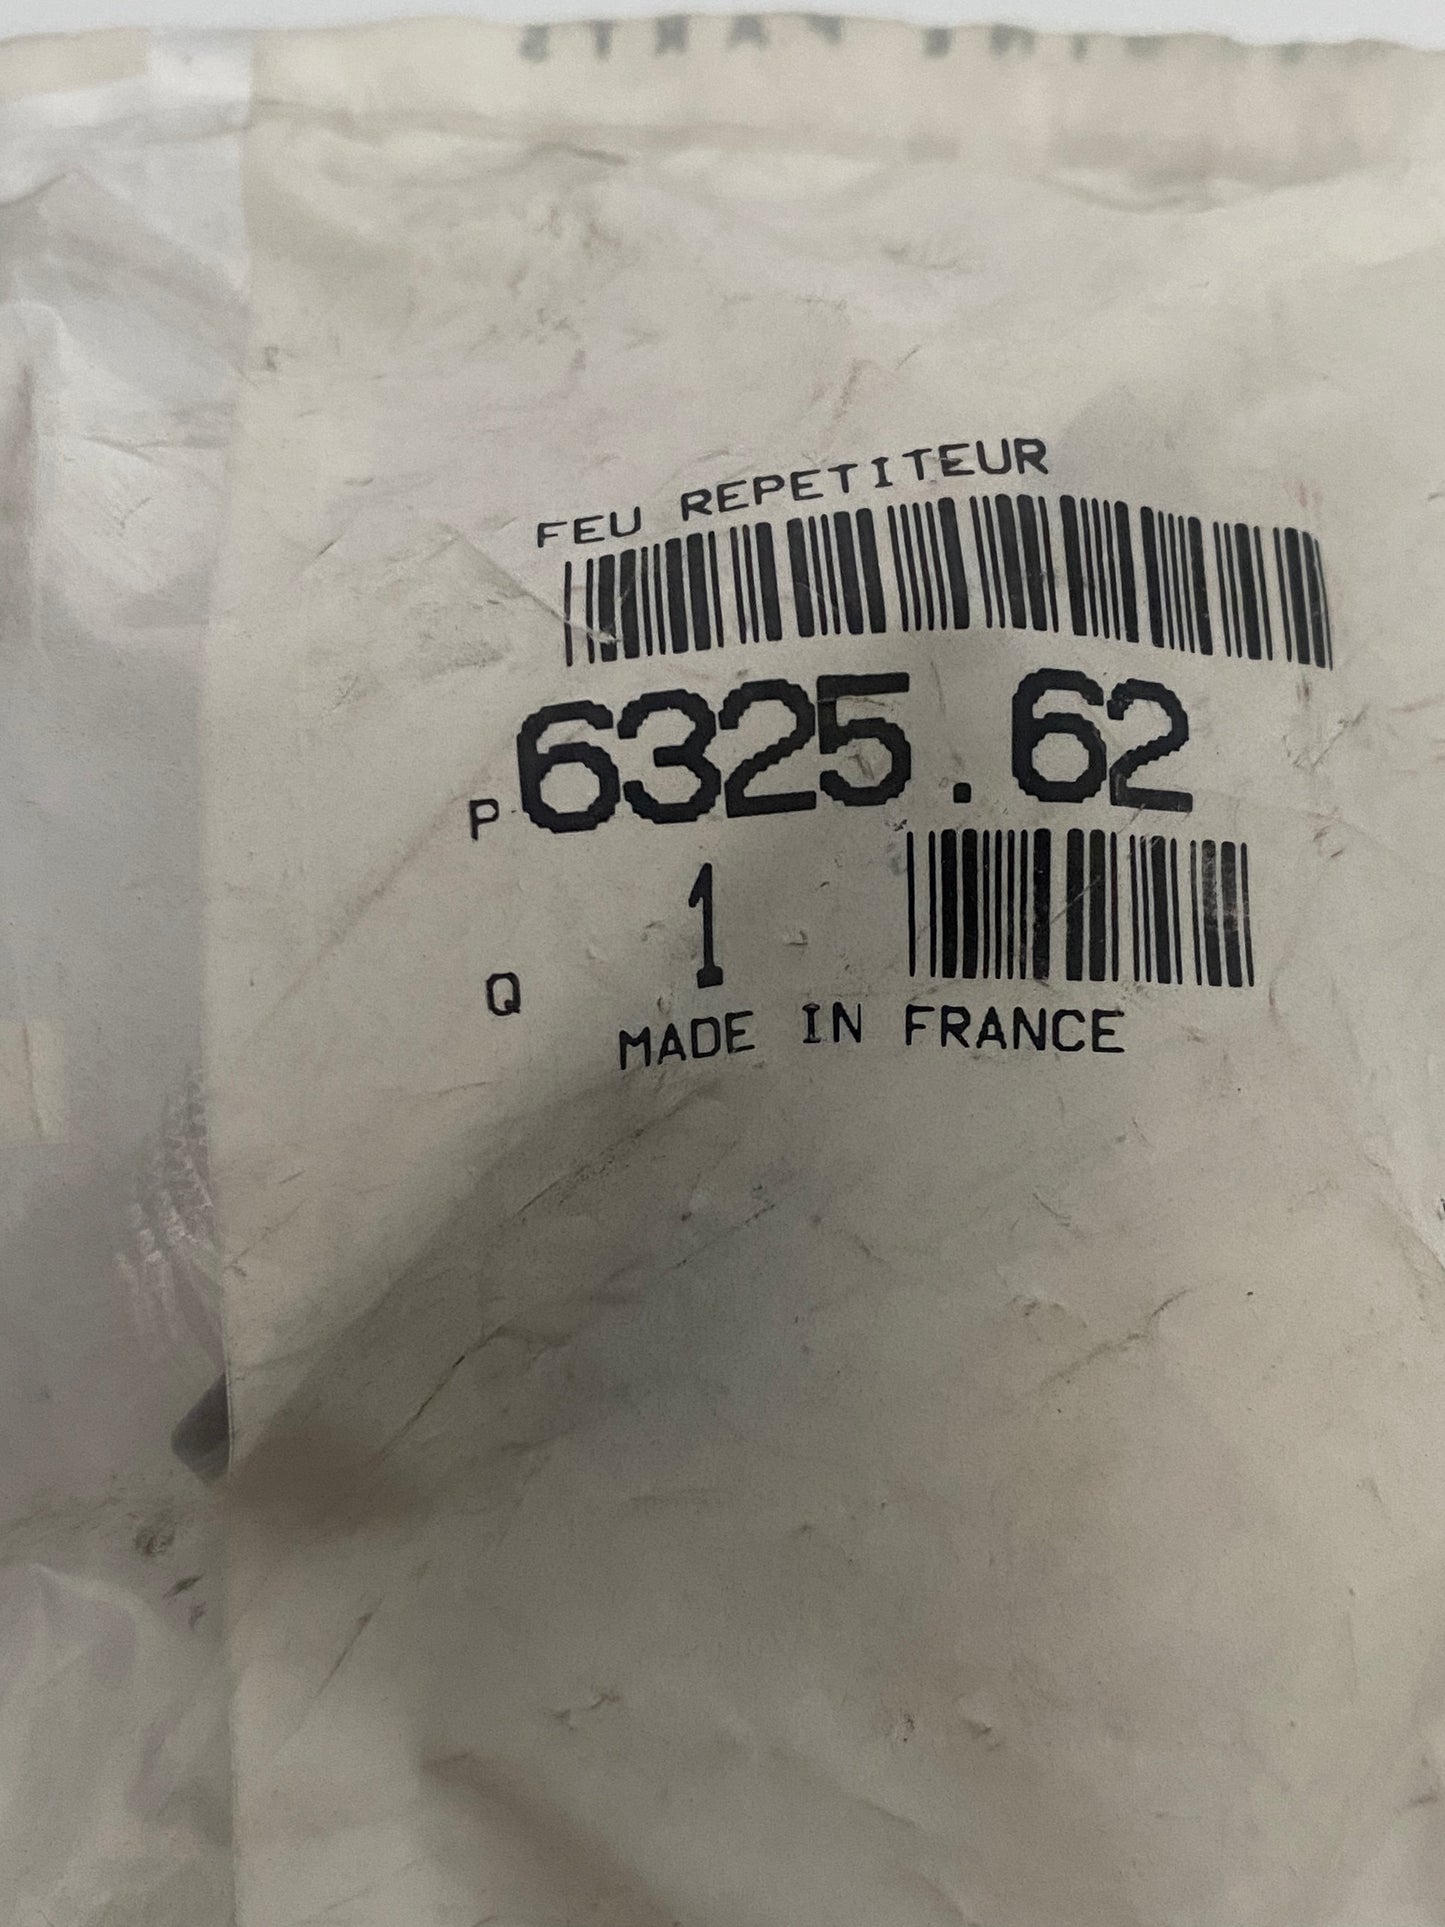 FEU REPETITEUR
P 6325.62
Q 1
MADE IN FRANCE